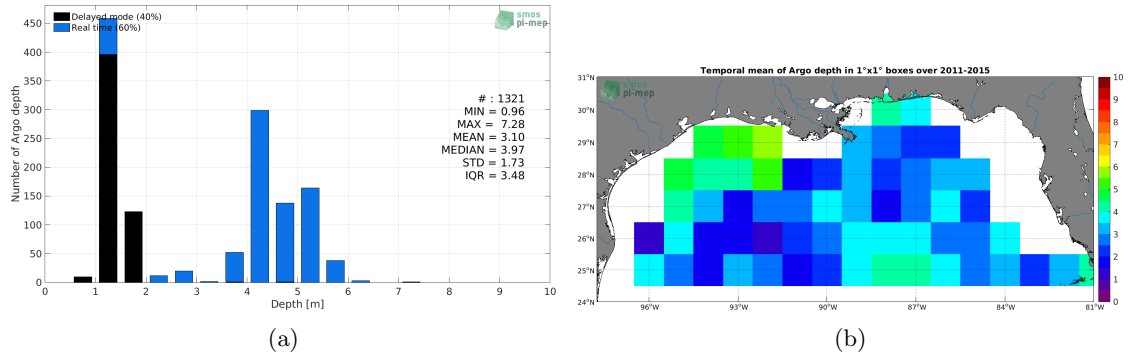 Delayed mode (40%)
Real time (60%)
smos
pi-mep
450
400
350
300
250
200
150
100
50
0
Number of Argo depth
# : 1321
MIN = 0.96
MAX = 7.28
MEAN = 3.10
MEDIAN = 3.97
STD = 1.73
IQR = 3.48
0 1 2 3 4 5 6 7 8 9 10
Depth [m]
(a)
Temporal mean of Argo depth in 1°x1° boxes over 2011-2015
smos
pi-mep
31°N
30°N
29°N
28°N
27°N
26°N
25°N
24°N
96°W 93°W 90°W 87°W 84°W 81°W
10
9
8
7
6
5
4
3
2
1
0
(b)